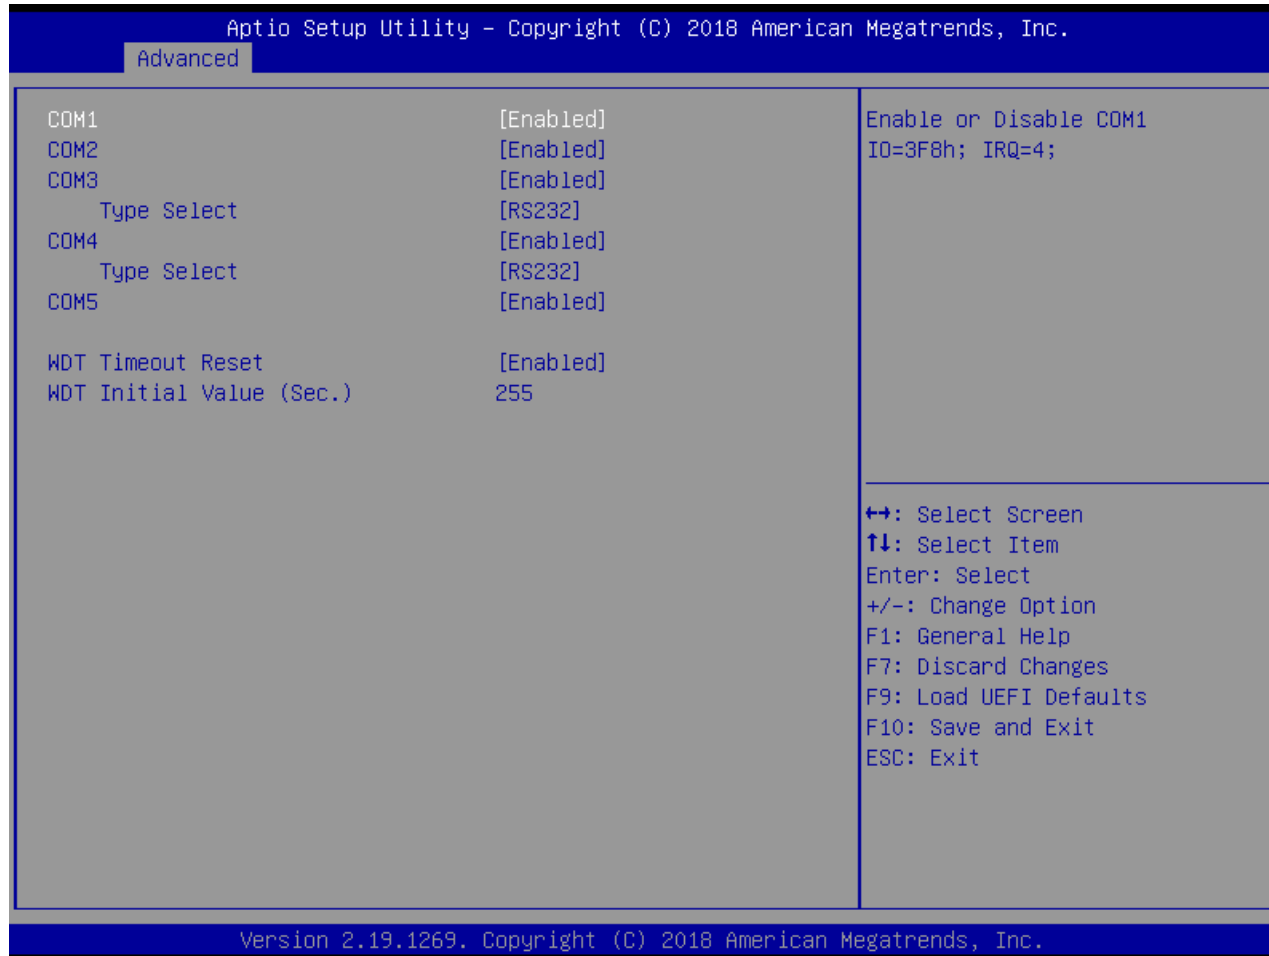 Aptio Setup Utility – Copyright (C) 2018 American Megatrends, Inc.
Advanced
COM1 [Enabled]
COM2 [Enabled]
COM3 [Enabled]
Type Select [RS232]
COM4 [Enabled]
Type Select [RS232]
COM5 [Enabled]
WDT Timeout Reset [Enabled]
WDT Initial Value (Sec.) 255
Enable or Disable COM1
IO=3F8h; IRQ=4;
↔: Select Screen
↑↓: Select Item
Enter: Select
+/-: Change Option
F1: General Help
F7: Discard Changes
F9: Load UEFI Defaults
F10: Save and Exit
ESC: Exit
Version 2.19.1269. Copyright (C) 2018 American Megatrends, Inc.